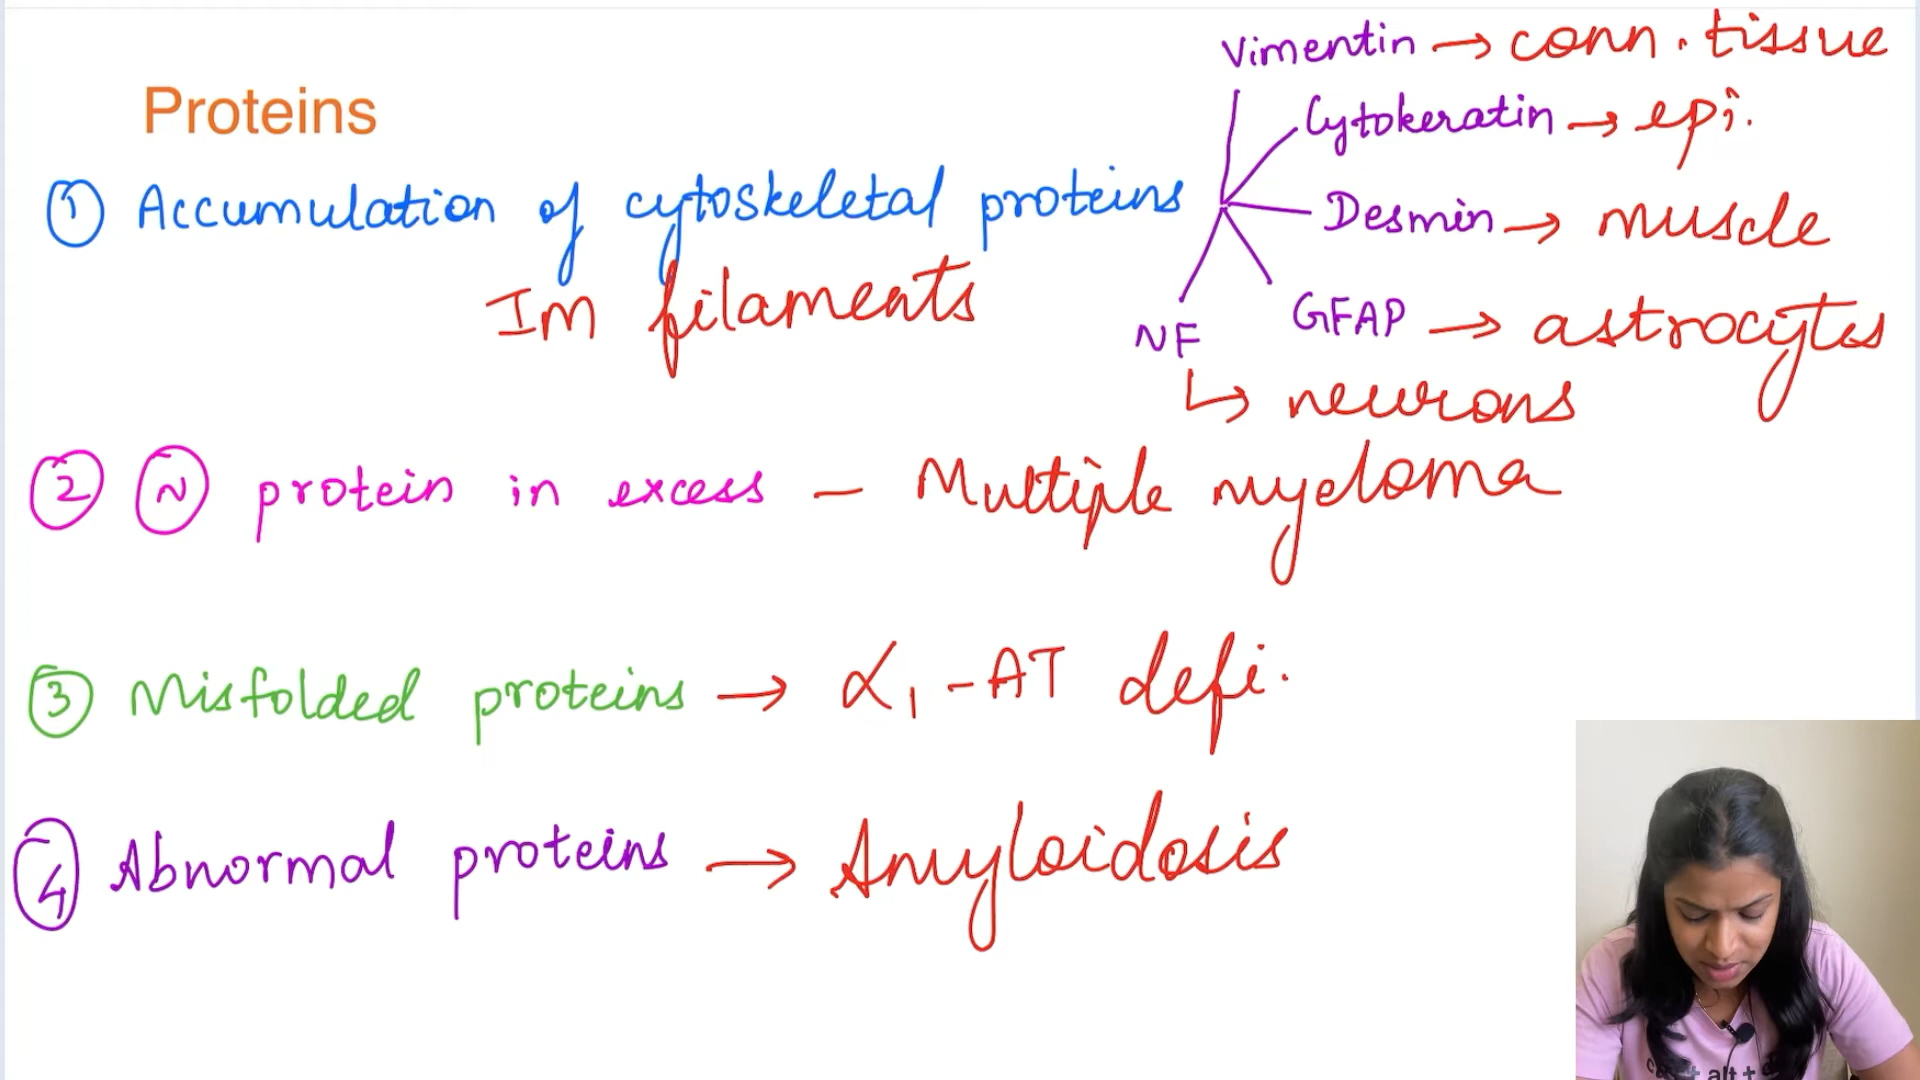 Proteins
① Accumulation of cytoskeletal proteins
Im filaments
Vimentin → conn. tissue
Cytokeratin → epi.
Desmin → muscle
GFAP → astrocytes
NF
↳ neurons
② Ⓝ protein in excess – Multiple myeloma
③ Misfolded proteins → α1-AT defi.
④ Abnormal proteins → Amyloidosis
alt +